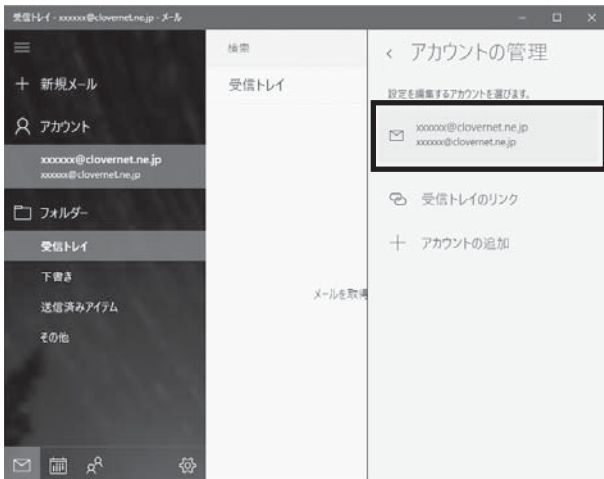 受信トレイ - xxxxxx@clovernet.ne.jp - メール
新規メール
アカウント
xxxxxx@clovernet.ne.jp
xxxxxx@clovernet.ne.jp
フォルダー
受信トレイ
下書き
送信済みアイテム
その他
検索
受信トレイ
メールを取得
アカウントの管理
設定を編集するアカウントを選びます。
xxxxxx@clovernet.ne.jp
xxxxxx@clovernet.ne.jp
受信トレイのリンク
アカウントの追加